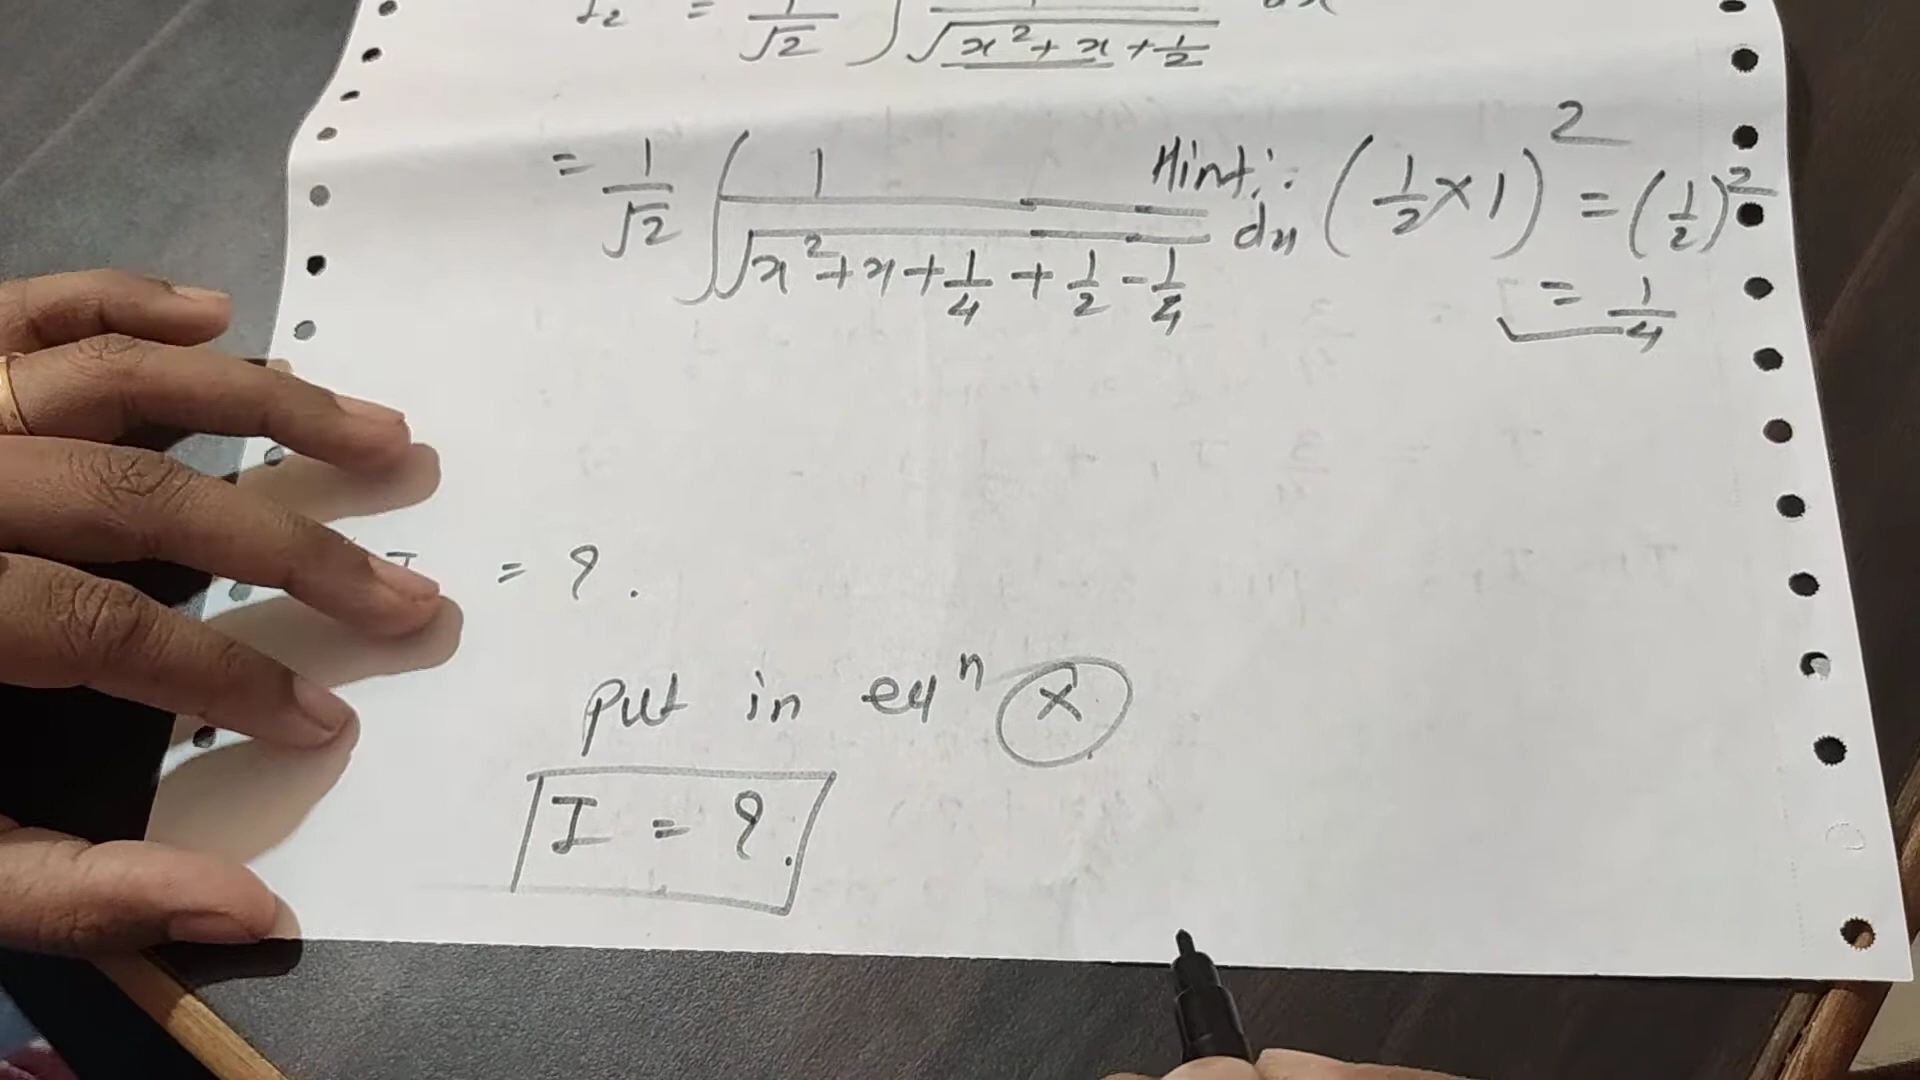 I₂ = 1/√2 ∫ 1/√(x² + x + 1/2) dx
= 1/√2 ∫ 1/√(x² + x + 1/4 + 1/2 - 1/4) dx Hint: (1/2 × 1)² = (1/2)²
= 1/4
I = ?.
put in eqⁿ (x)
I = ?.